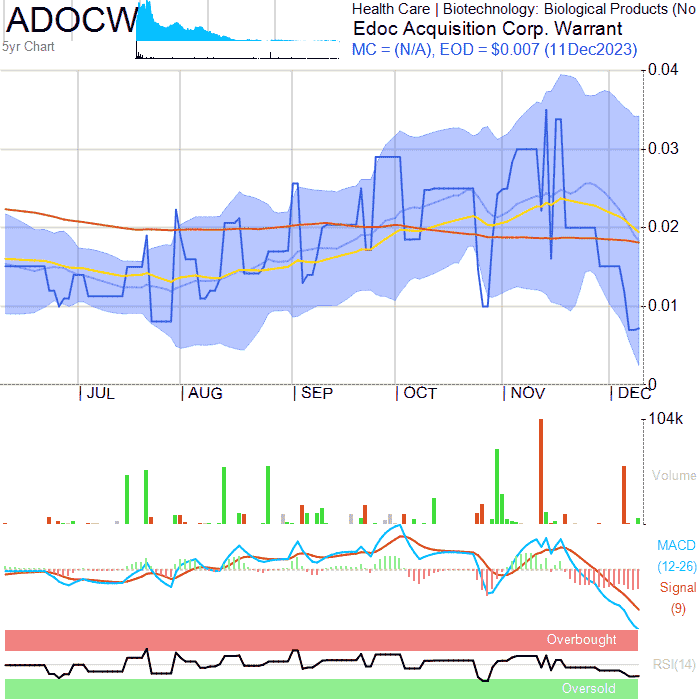 ADOCW
5yr Chart
Health Care | Biotechnology: Biological Products (No
Edoc Acquisition Corp. Warrant
MC = (N/A), EOD = $0.007 (11Dec2023)
0.04
0.03
0.02
0.01
0
| JUL | AUG | SEP | OCT | NOV | DEC
104k
Volume
MACD
(12-26)
Signal
(9)
Overbought
RSI(14)
Oversold